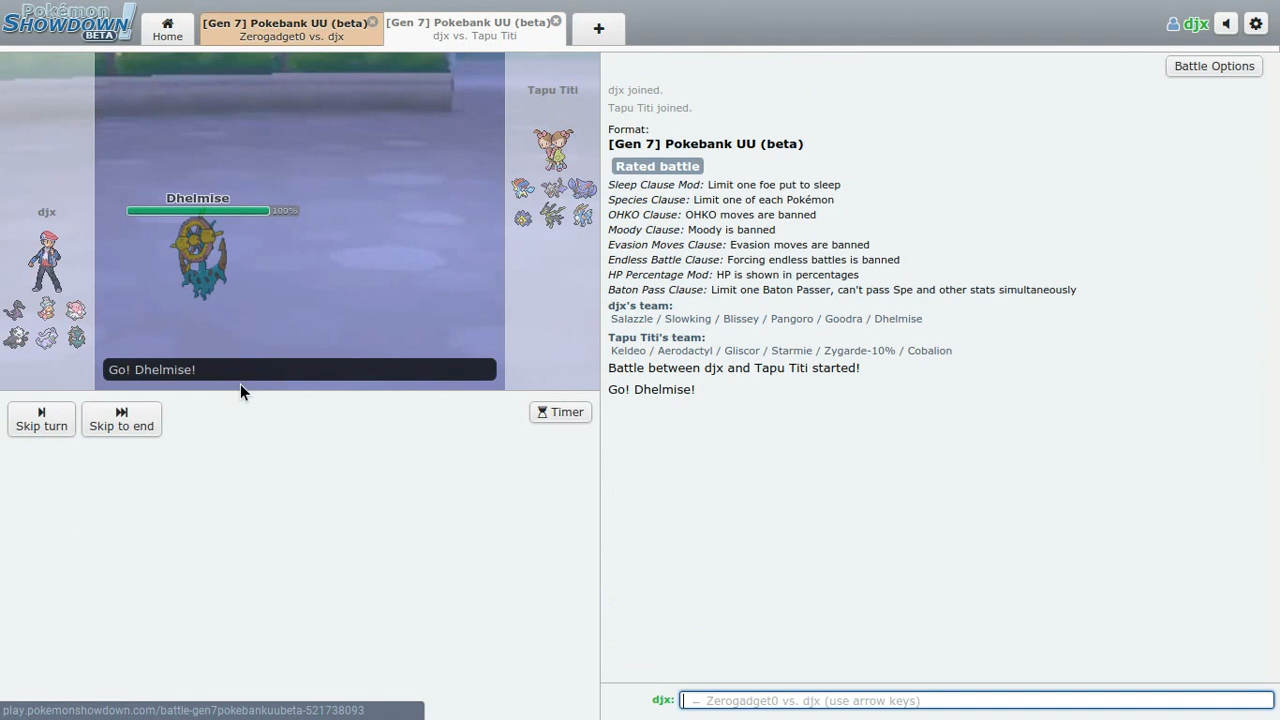 Pokémon
SHOWDOWN!
BETA
Home
[Gen 7] Pokebank UU (beta)
Zerogadget0 vs. djx
[Gen 7] Pokebank UU (beta)
djx vs. Tapu Titi
+
djx
Battle Options
Tapu Titi
djx
Dhelmise
100%
Go! Dhelmise!
Skip turn
Skip to end
Timer
djx joined.
Tapu Titi joined.
Format:
[Gen 7] Pokebank UU (beta)
Rated battle
Sleep Clause Mod: Limit one foe put to sleep
Species Clause: Limit one of each Pokémon
OHKO Clause: OHKO moves are banned
Moody Clause: Moody is banned
Evasion Moves Clause: Evasion moves are banned
Endless Battle Clause: Forcing endless battles is banned
HP Percentage Mod: HP is shown in percentages
Baton Pass Clause: Limit one Baton Passer, can't pass Spe and other stats simultaneously
djx's team:
Salazzle / Slowking / Blissey / Pangoro / Goodra / Dhelmise
Tapu Titi's team:
Keldeo / Aerodactyl / Gliscor / Starmie / Zygarde-10% / Cobalion
Battle between djx and Tapu Titi started!
Go! Dhelmise!
djx: ← Zerogadget0 vs. djx (use arrow keys)
play.pokemonshowdown.com/battle-gen7pokebankuubeta-521738093